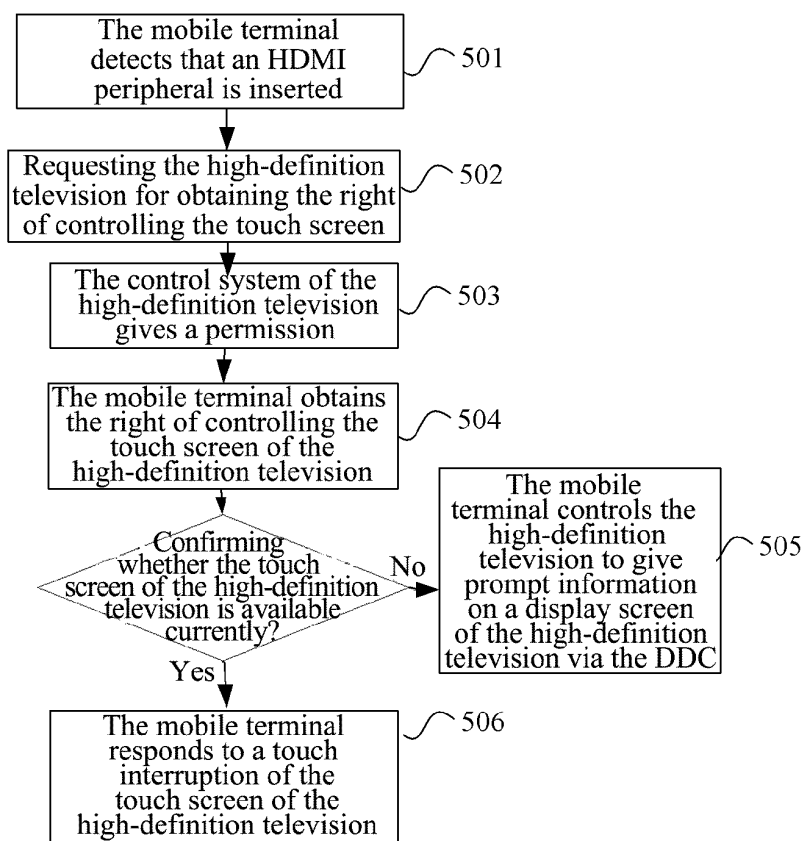 The mobile terminal
detects that an HDMI
peripheral is inserted
501
Requesting the high-definition
television for obtaining the right
of controlling the touch screen
502
The control system of the
high-definition television
gives a permission
503
The mobile terminal obtains
the right of controlling the
touch screen of the
high-definition television
504
Confirming
whether the touch
screen of the high-definition
television is available
currently?
No
The mobile
terminal controls the
high-definition
television to give
prompt information
on a display screen
of the high-definition
television via the DDC
505
Yes
The mobile terminal
responds to a touch
interruption of the
touch screen of the
high-definition television
506